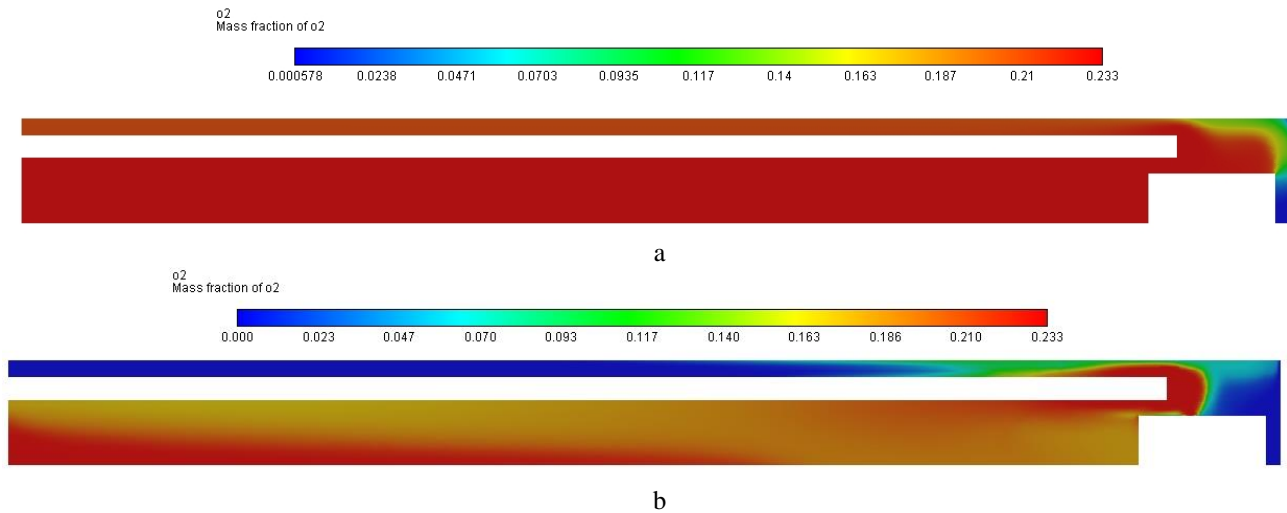 o2
Mass fraction of o2
0.000578 0.0238 0.0471 0.0703 0.0935 0.117 0.14 0.163 0.187 0.21 0.233
a
o2
Mass fraction of o2
0.000 0.023 0.047 0.070 0.093 0.117 0.140 0.163 0.186 0.210 0.233
b